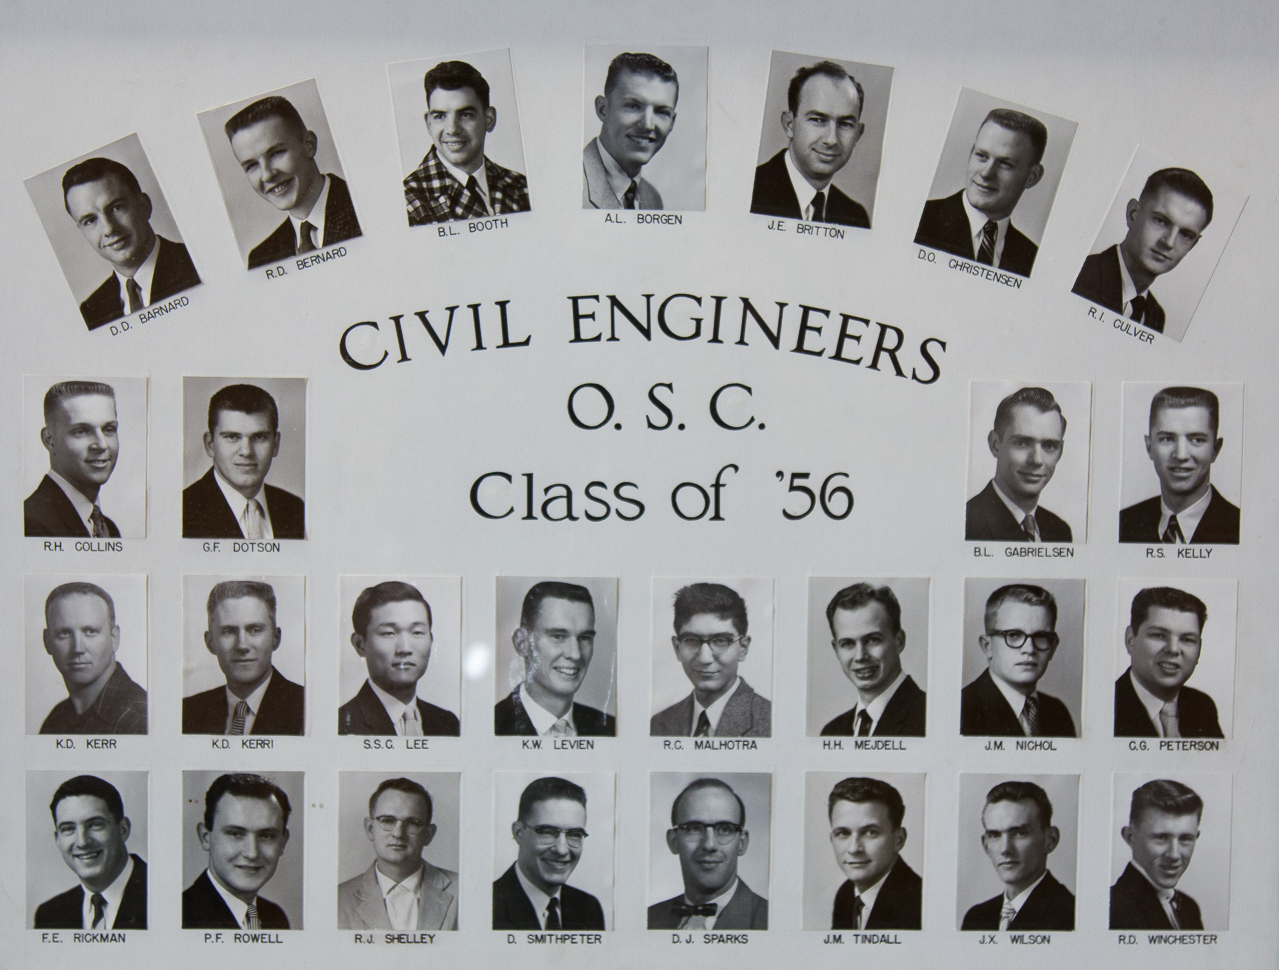 D.D. BARNARD
R.D. BERNARD
B.L. BOOTH
A.L. BORGEN
J.E. BRITTON
D.O. CHRISTENSEN
R.I. CULVER
CIVIL ENGINEERS
O.S.C.
Class of '56
R.H. COLLINS
G.F. DOTSON
B.L. GABRIELSEN
R.S. KELLY
K.D. KERR
K.D. KERRI
S.S.G. LEE
K.W. LEVIEN
R.C. MALHOTRA
H.H. MEJDELL
J.M. NICHOL
C.G. PETERSON
F.E. RICKMAN
P.F. ROWELL
R.J. SHELLEY
D. SMITHPETER
D.J. SPARKS
J.M. TINDALL
J.X. WILSON
R.D. WINCHESTER